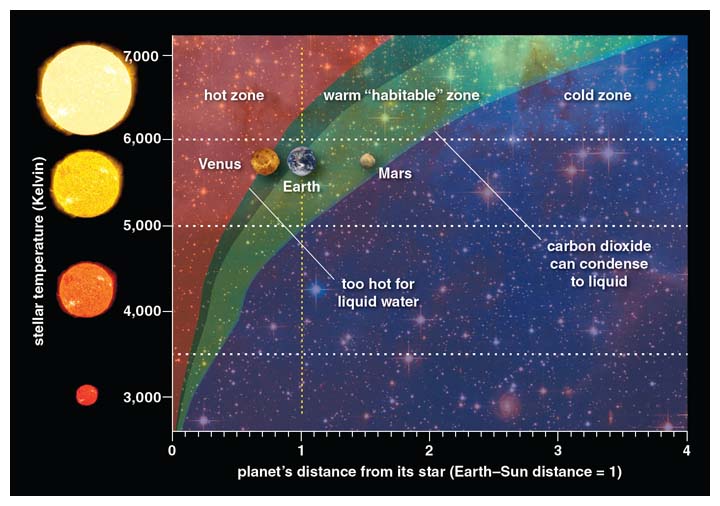 7,000
hot zone
warm “habitable” zone
cold zone
6,000
Venus
Earth
Mars
stellar temperature (Kelvin)
5,000
carbon dioxide
can condense
to liquid
too hot for
liquid water
4,000
3,000
0 1 2 3 4
planet’s distance from its star (Earth–Sun distance = 1)